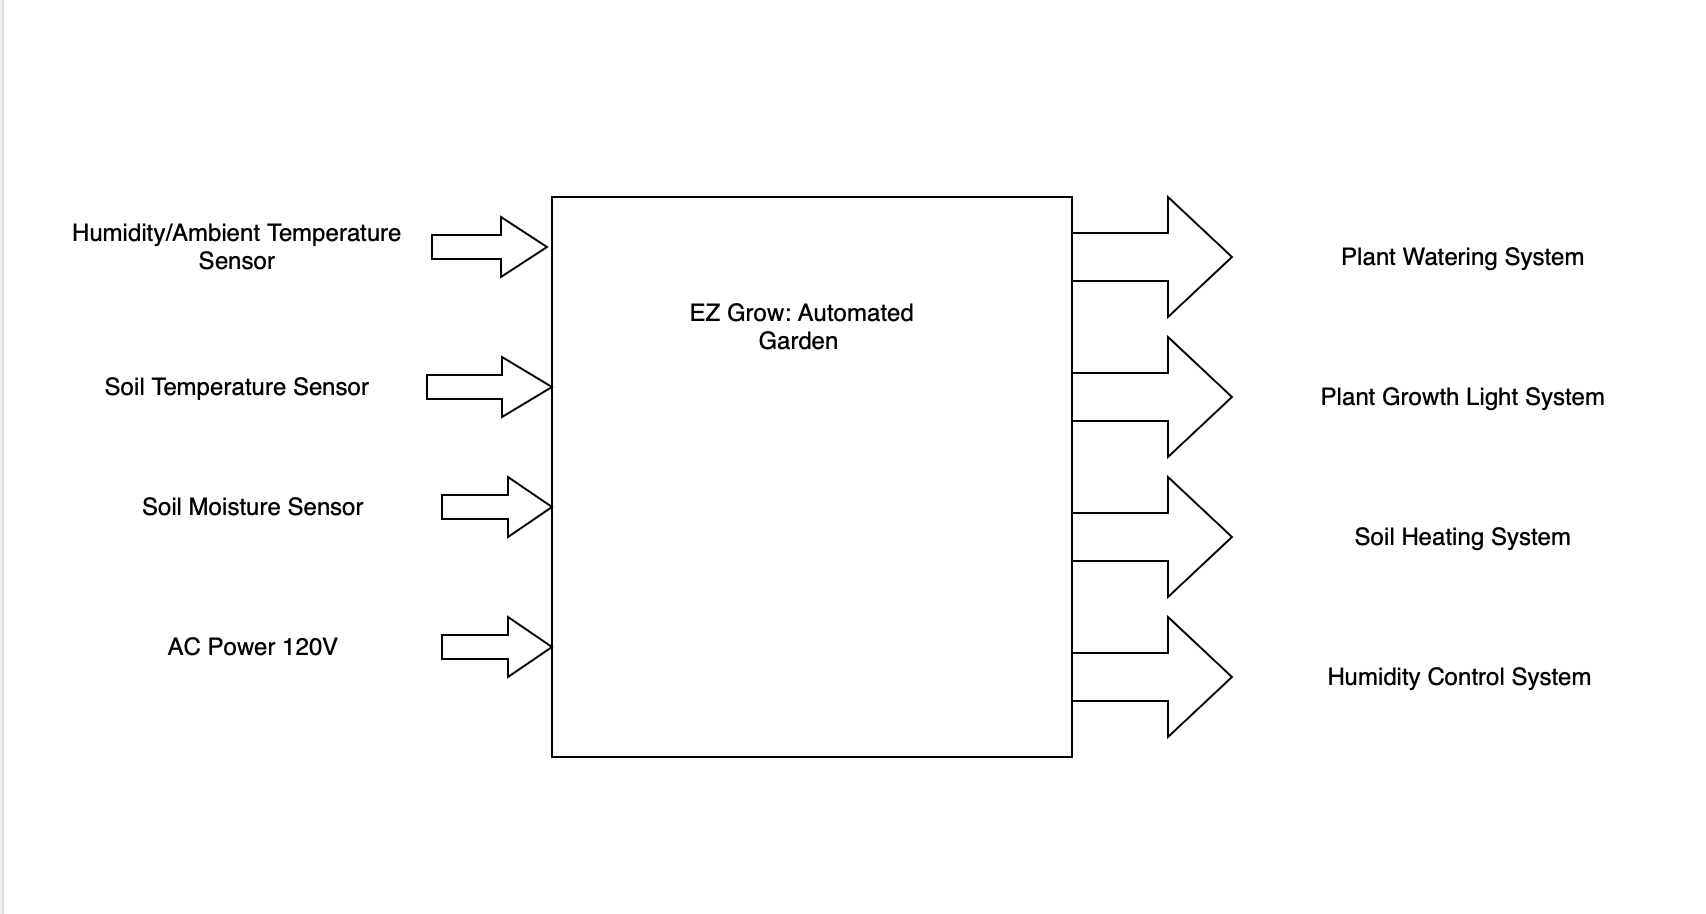 Humidity/Ambient Temperature
Sensor
Soil Temperature Sensor
Soil Moisture Sensor
AC Power 120V
EZ Grow: Automated
Garden
Plant Watering System
Plant Growth Light System
Soil Heating System
Humidity Control System